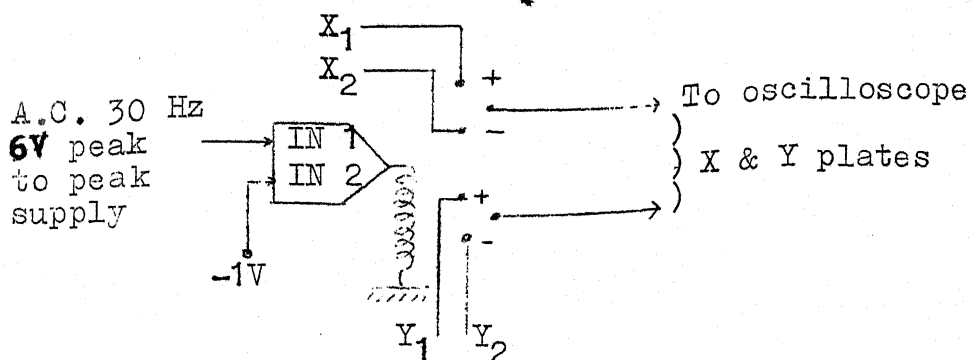 X1
X2
+
-
A.C. 30 Hz
6V peak
to peak
supply
IN 1
IN 2
-1V
To oscilloscope
X & Y plates
+
-
Y1 Y2